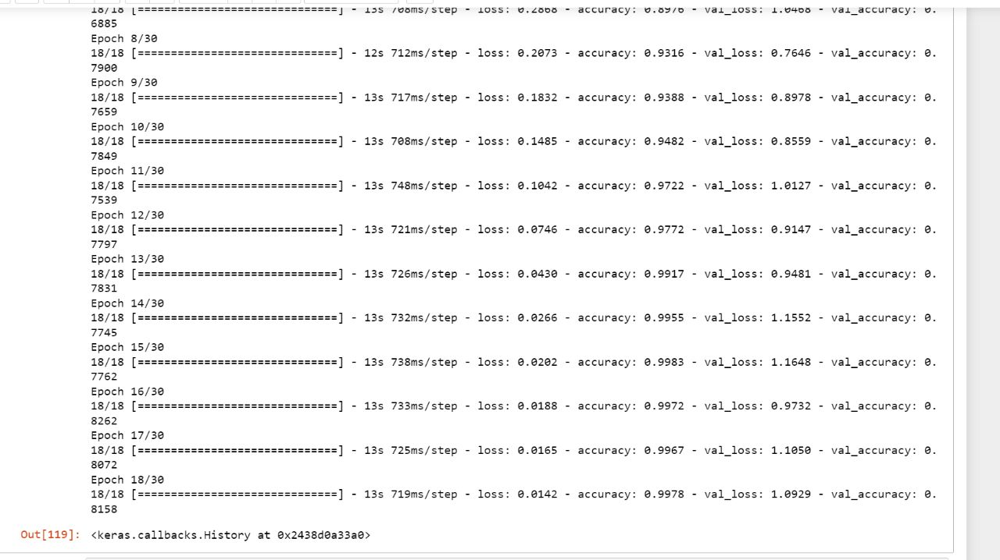 18/18 [==============================] - 13s 708ms/step - loss: 0.2868 - accuracy: 0.8976 - val_loss: 1.0468 - val_accuracy: 0.
6885
Epoch 8/30
18/18 [==============================] - 12s 712ms/step - loss: 0.2073 - accuracy: 0.9316 - val_loss: 0.7646 - val_accuracy: 0.
7900
Epoch 9/30
18/18 [==============================] - 13s 717ms/step - loss: 0.1832 - accuracy: 0.9388 - val_loss: 0.8978 - val_accuracy: 0.
7659
Epoch 10/30
18/18 [==============================] - 13s 708ms/step - loss: 0.1485 - accuracy: 0.9482 - val_loss: 0.8559 - val_accuracy: 0.
7849
Epoch 11/30
18/18 [==============================] - 13s 748ms/step - loss: 0.1042 - accuracy: 0.9722 - val_loss: 1.0127 - val_accuracy: 0.
7539
Epoch 12/30
18/18 [==============================] - 13s 721ms/step - loss: 0.0746 - accuracy: 0.9772 - val_loss: 0.9147 - val_accuracy: 0.
7797
Epoch 13/30
18/18 [==============================] - 13s 726ms/step - loss: 0.0430 - accuracy: 0.9917 - val_loss: 0.9481 - val_accuracy: 0.
7831
Epoch 14/30
18/18 [==============================] - 13s 732ms/step - loss: 0.0266 - accuracy: 0.9955 - val_loss: 1.1552 - val_accuracy: 0.
7745
Epoch 15/30
18/18 [==============================] - 13s 738ms/step - loss: 0.0202 - accuracy: 0.9983 - val_loss: 1.1648 - val_accuracy: 0.
7762
Epoch 16/30
18/18 [==============================] - 13s 733ms/step - loss: 0.0188 - accuracy: 0.9972 - val_loss: 0.9732 - val_accuracy: 0.
8262
Epoch 17/30
18/18 [==============================] - 13s 725ms/step - loss: 0.0165 - accuracy: 0.9967 - val_loss: 1.1050 - val_accuracy: 0.
8072
Epoch 18/30
18/18 [==============================] - 13s 719ms/step - loss: 0.0142 - accuracy: 0.9978 - val_loss: 1.0929 - val_accuracy: 0.
8158
Out[119]: <keras.callbacks.History at 0x2438d0a33a0>